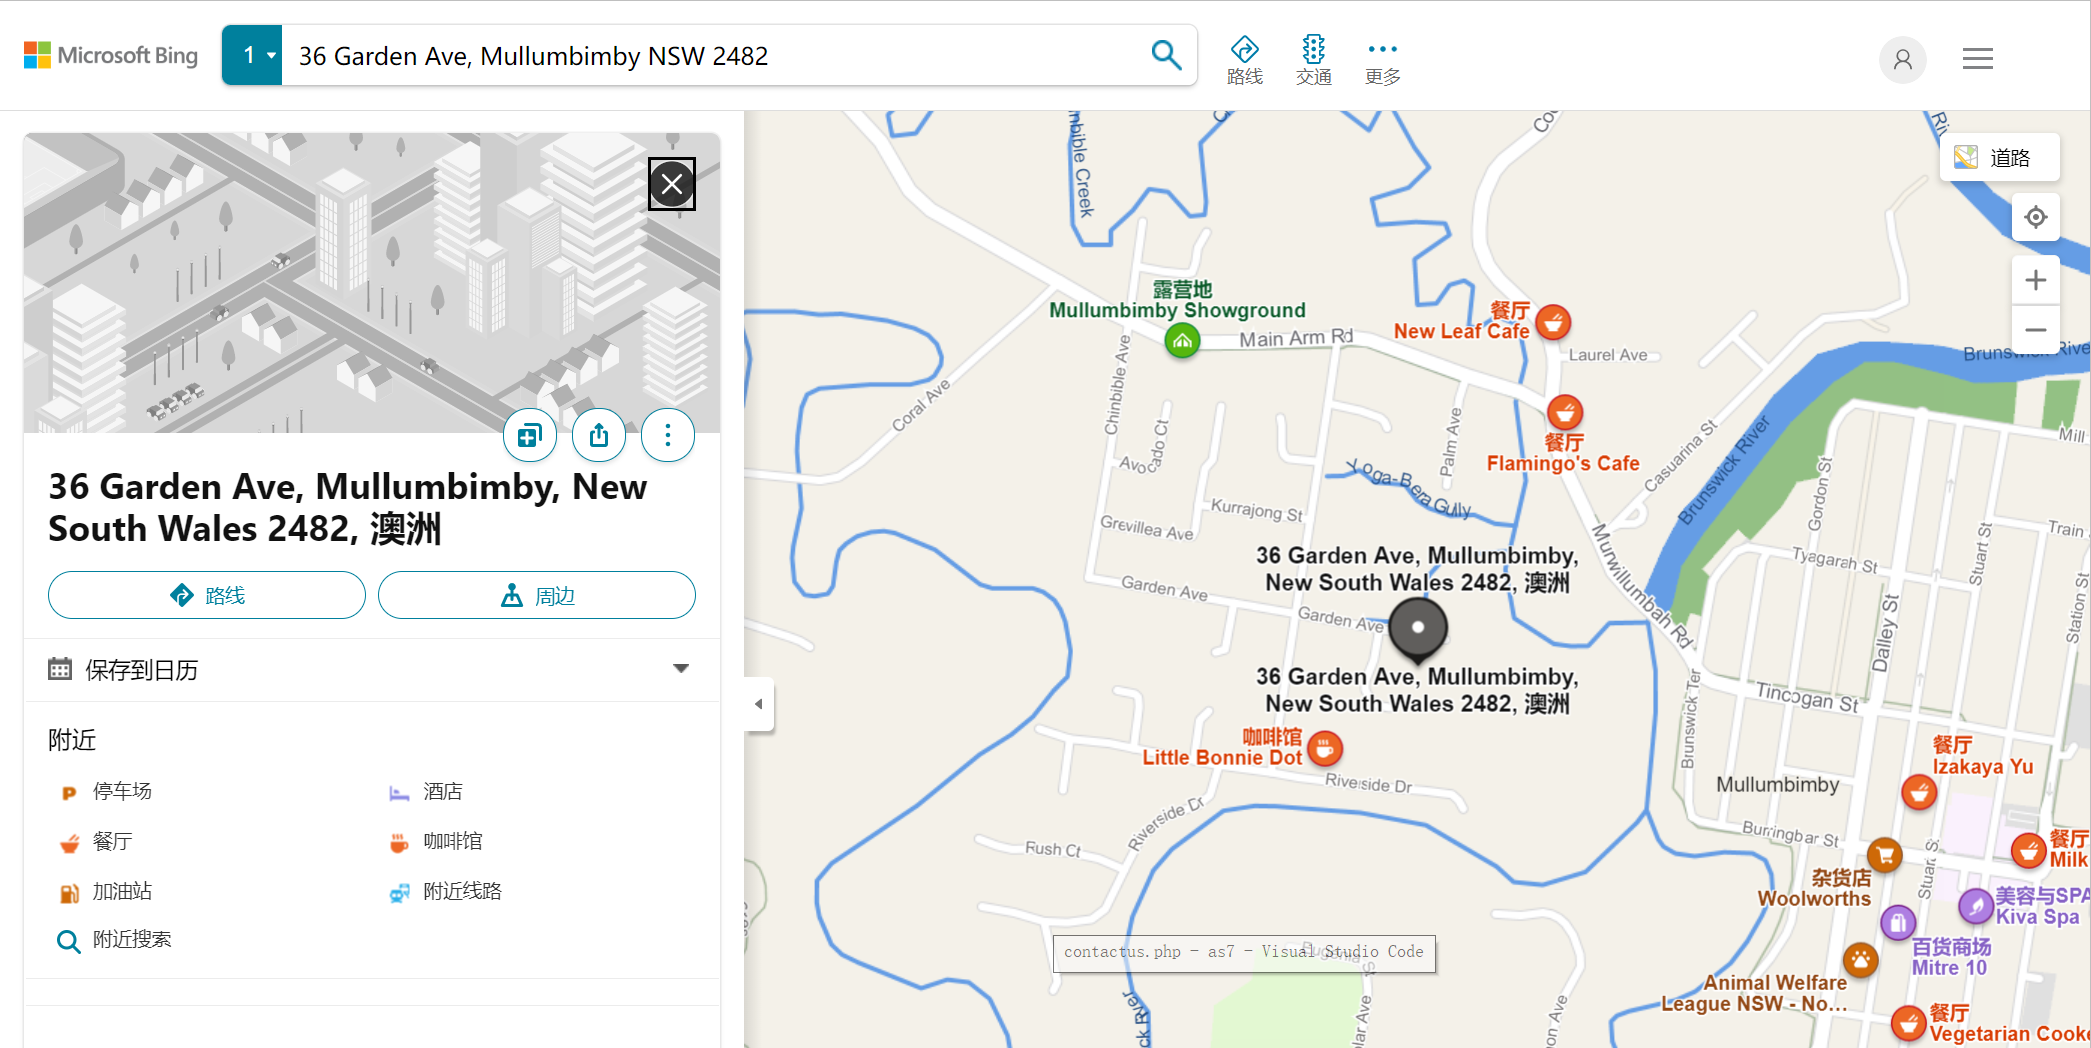 Microsoft Bing
1
36 Garden Ave, Mullumbimby NSW 2482
路线
交通
更多
36 Garden Ave, Mullumbimby, New
South Wales 2482, 澳洲
路线
周边
保存到日历
附近
停车场
酒店
餐厅
咖啡馆
加油站
附近线路
附近搜索
道路
露营地
Mullumbimby Showground
Main Arm Rd
餐厅
New Leaf Cafe
Laurel Ave
Brunswick River
Coral Ave
Chinbible Ave
Avocado Ct
Palm Ave
餐厅
Flamingo's Cafe
Casuarina St
Brunswick River
Gordon St
Mill
Yoga-Bera Gully
Kurrajong St
Grevillea Ave
Murwillumbah Rd
Tyagarah St
Stuart St
Train
Station St
36 Garden Ave, Mullumbimby,
New South Wales 2482, 澳洲
Garden Ave
Garden Ave
36 Garden Ave, Mullumbimby,
New South Wales 2482, 澳洲
Dalley St
Tincogan St
Brunswick Ter
咖啡馆
Little Bonnie Dot
Riverside Dr
Riverside Dr
Rush Ct
餐厅
Izakaya Yu
Mullumbimby
Burringbar St
餐厅
Milk
杂货店
Woolworths
美容与SPA
Kiva Spa
百货商场
Mitre 10
Animal Welfare
League NSW - No...
餐厅
Vegetarian Cooke
contactus.php - as7 - Visual Studio Code